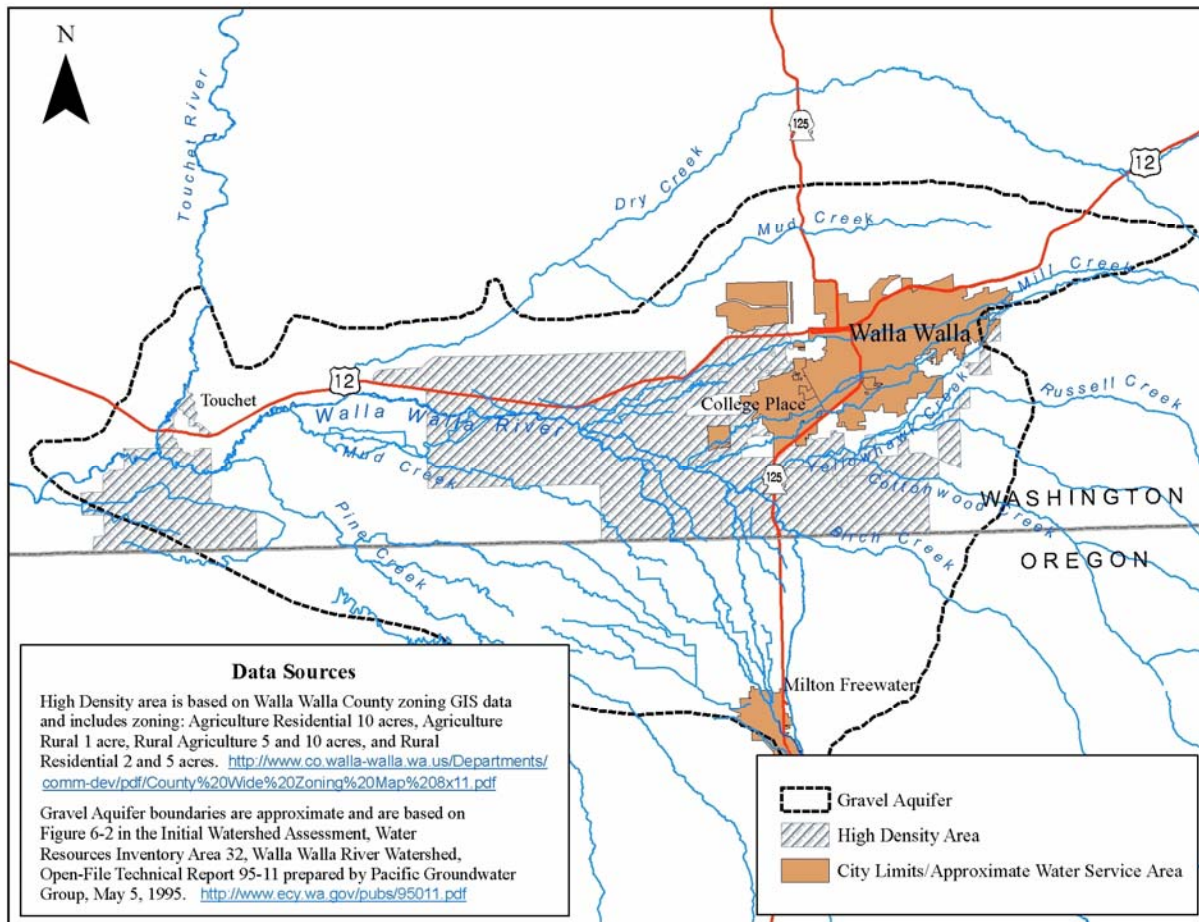 N
Touchet River
125
12
Dry Creek
Mud Creek
Mill Creek
Walla Walla
12
Touchet
College Place
Russell Creek
Walla Walla River
Yellowhawk Creek
Mud Creek
125
Cottonwood Creek
WASHINGTON
Pine Creek
Birch Creek
OREGON
Milton Freewater
Data Sources
High Density area is based on Walla Walla County zoning GIS data
and includes zoning: Agriculture Residential 10 acres, Agriculture
Rural 1 acre, Rural Agriculture 5 and 10 acres, and Rural
Residential 2 and 5 acres. http://www.co.walla-walla.wa.us/Departments/
comm-dev/pdf/County%20Wide%20Zoning%20Map%208x11.pdf
Gravel Aquifer boundaries are approximate and are based on
Figure 6-2 in the Initial Watershed Assessment, Water
Resources Inventory Area 32, Walla Walla River Watershed,
Open-File Technical Report 95-11 prepared by Pacific Groundwater
Group, May 5, 1995. http://www.ecy.wa.gov/pubs/95011.pdf
Gravel Aquifer
High Density Area
City Limits/Approximate Water Service Area